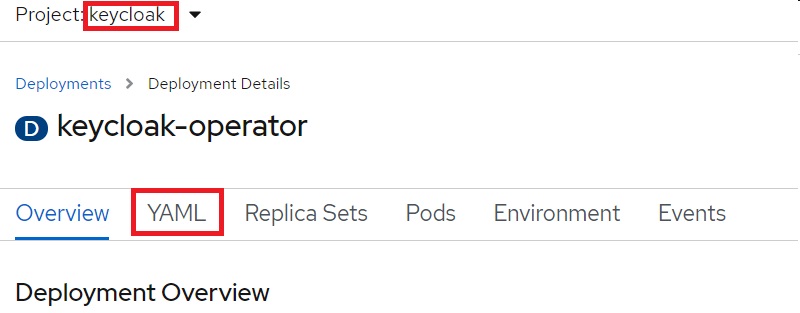 Project: keycloak
Deployments > Deployment Details
D keycloak-operator
Overview YAML Replica Sets Pods Environment Events
Deployment Overview